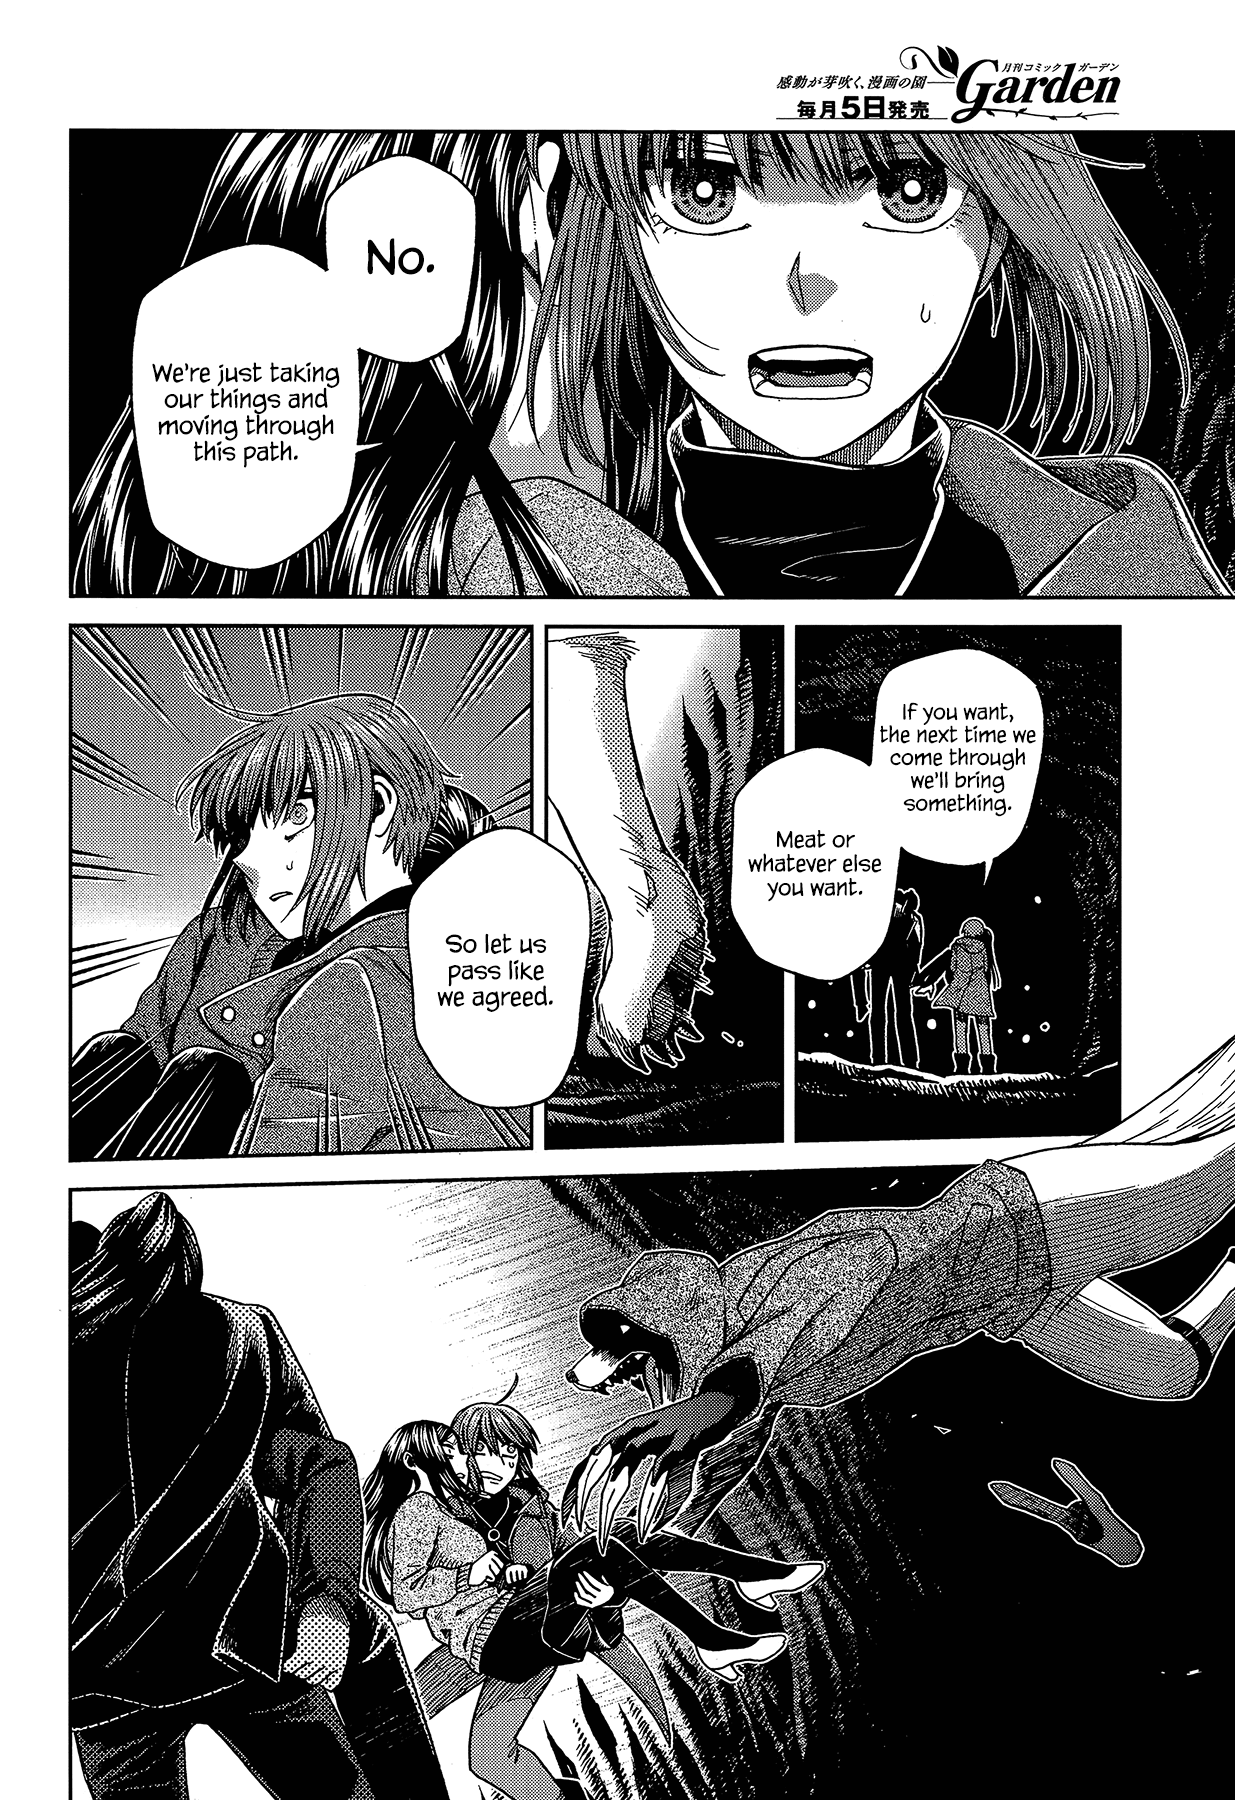 感動が芽吹く、漫画の園
毎月5日発売
月刊コミック ガーデン
Garden
No.
We're just taking
our things and
moving through
this path.
If you want,
the next time we
come through
we'll bring
something.
Meat or
whatever else
you want.
So let us
pass like
we agreed.